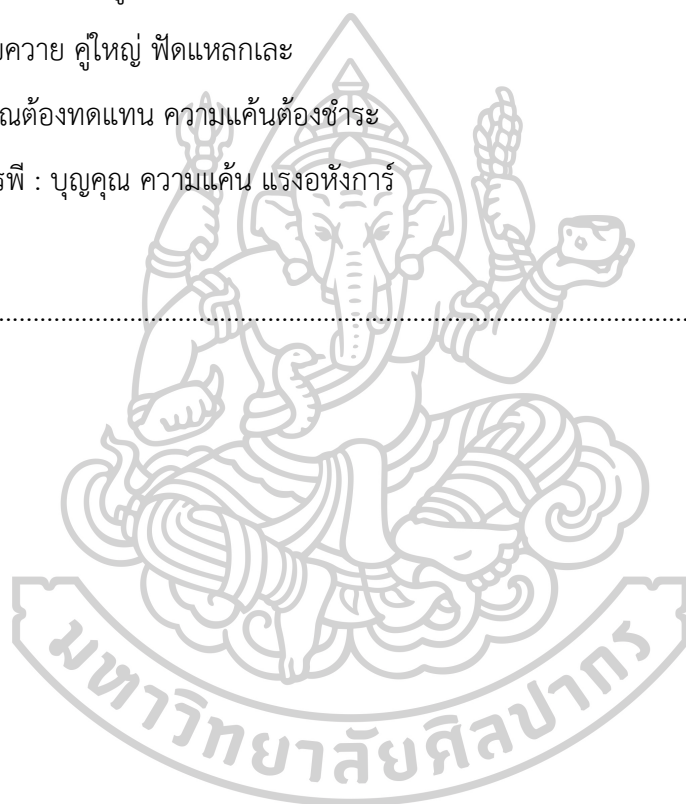 ควาย คู่ใหญ่ ฟัดแหลกเละ
ณต้องทดแทน ความแค้นต้องชำระ
รพี : บุญคุณ ความแค้น แรงอหังการ์
................................................................................
มหาวิทยาลัยศิลปากร